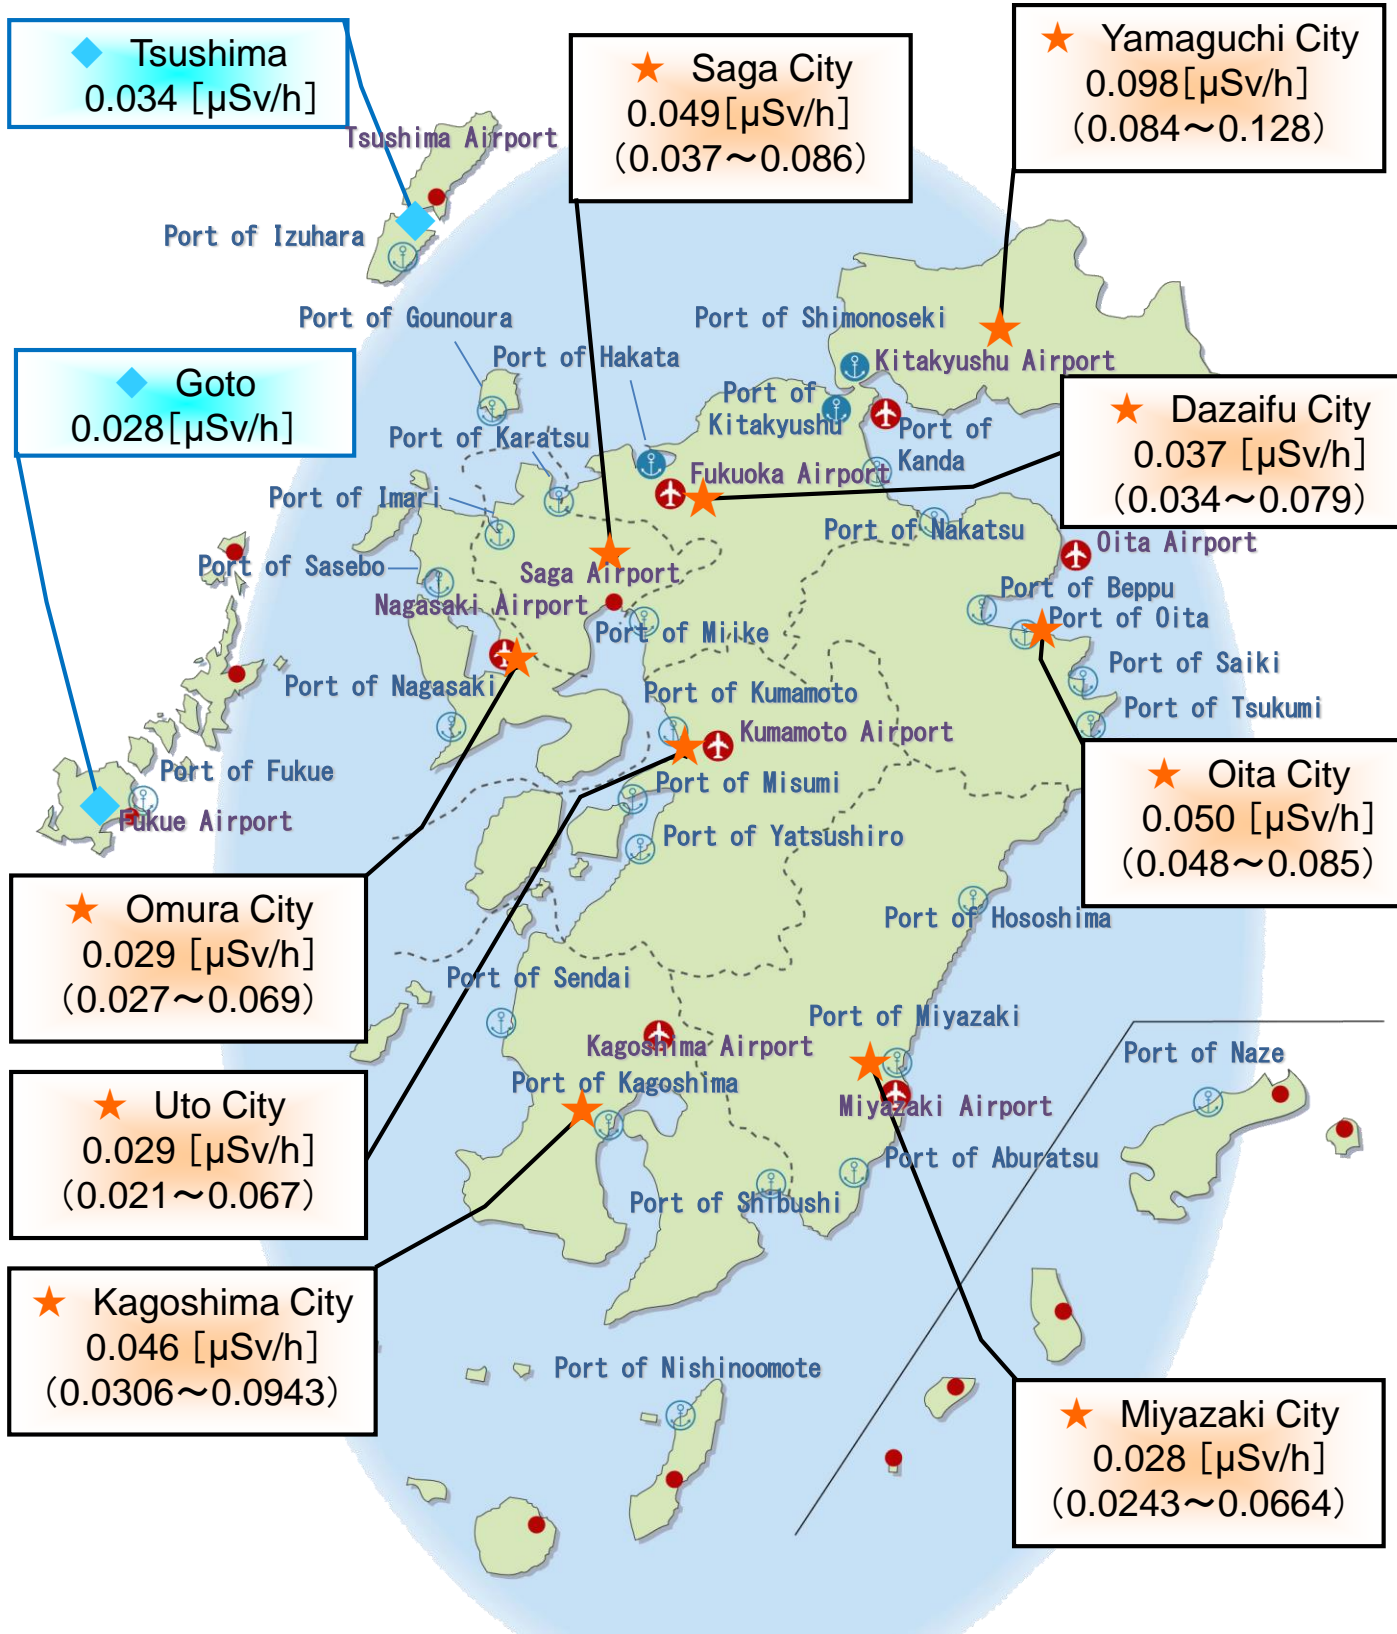 Tsushima
0.034 [μSv/h]
Saga City
0.049[μSv/h]
(0.037～0.086)
Yamaguchi City
0.098[μSv/h]
(0.084～0.128)
Tsushima Airport
Port of Izuhara
Port of Gounoura
Port of Shimonoseki
Port of Hakata
Kitakyushu Airport
Goto
0.028[μSv/h]
Port of
Kitakyushu
Dazaifu City
0.037 [μSv/h]
(0.034～0.079)
Port of Karatsu
Port of
Kanda
Fukuoka Airport
Port of Imari
Port of Nakatsu
Oita Airport
Port of Sasebo
Saga Airport
Port of Beppu
Nagasaki Airport
Port of Oita
Port of Miike
Port of Saiki
Port of Nagasaki
Port of Kumamoto
Port of Tsukumi
Kumamoto Airport
Port of Fukue
Port of Misumi
Oita City
0.050 [μSv/h]
(0.048～0.085)
Fukue Airport
Port of Yatsushiro
Omura City
0.029 [μSv/h]
(0.027～0.069)
Port of Hososhima
Port of Sendai
Port of Miyazaki
Kagoshima Airport
Port of Naze
Port of Kagoshima
Uto City
0.029 [μSv/h]
(0.021～0.067)
Miyazaki Airport
Port of Aburatsu
Port of Shibushi
Kagoshima City
0.046 [μSv/h]
(0.0306～0.0943)
Port of Nishinoomote
Miyazaki City
0.028 [μSv/h]
(0.0243～0.0664)